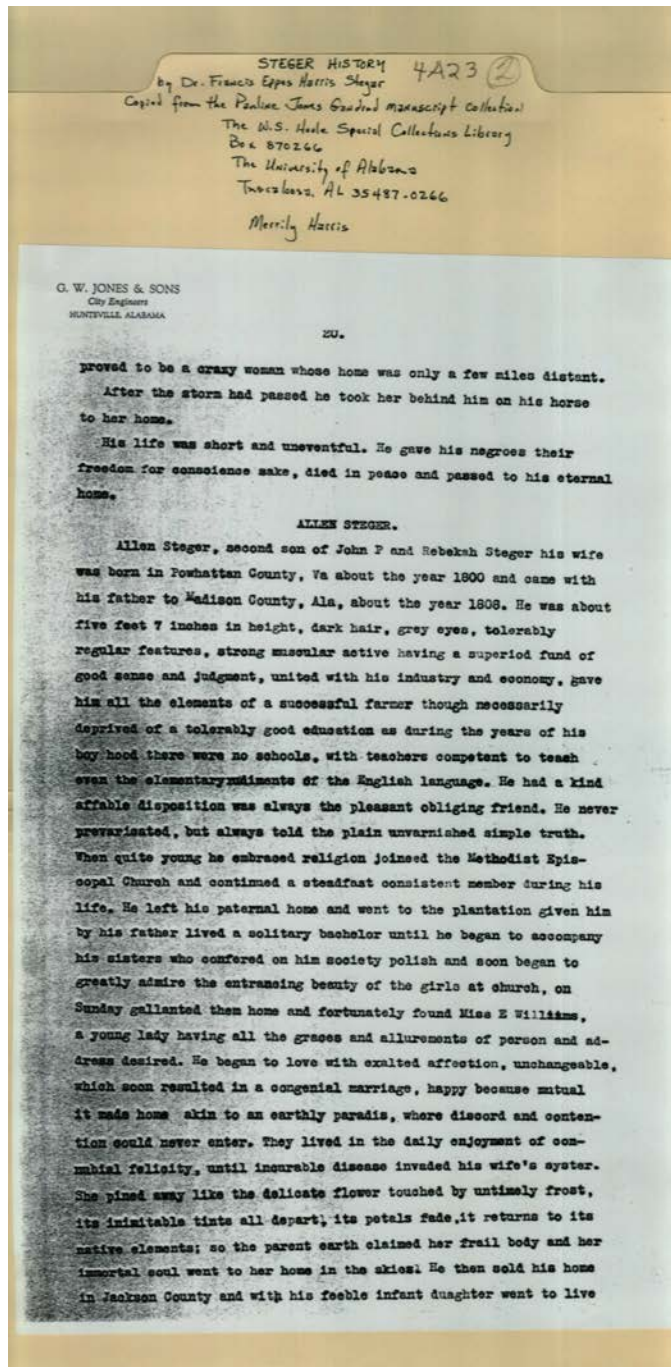 STEGER HISTORY 4A23 2
by Dr. Francis Eppes Harris Steger
Copied from the Pauline Jones Gandrud manuscript collection
The W.S. Hoole Special Collections Library
Box 870266
The University of Alabama
Tuscaloosa, AL 35487-0266
Merrily Harris
G. W. JONES & SONS
City Engineers
HUNTSVILLE, ALABAMA
20.
proved to be a crazy woman whose home was only a few miles distant.
After the storm had passed he took her behind him on his horse
to her home.
His life was short and uneventful. He gave his negroes their
freedom for conscience sake, died in peace and passed to his eternal
home.
ALLEN STEGER.
Allen Steger, second son of John P and Rebekah Steger his wife
was born in Powhattan County, Va about the year 1800 and came with
his father to Madison County, Ala, about the year 1808. He was about
five feet 7 inches in height, dark hair, grey eyes, tolerably
regular features, strong muscular active having a superiod fund of
good sense and judgment, united with his industry and economy, gave
him all the elements of a successful farmer though necessarily
deprived of a tolerably good education as during the years of his
boy hood there were no schools, with teachers competent to teach
even the elementary rudiments of the English language. He had a kind
affable disposition was always the pleasant obliging friend. He never
prevaricated, but always told the plain unvarnished simple truth.
When quite young he embraced religion joineed the Methodist Epis-
copal Church and continued a steadfast consistent member during his
life. He left his paternal home and went to the plantation given him
by his father lived a solitary bachelor until he began to accompany
his sisters who comfered on him society polish and soon began to
greatly admire the entrancing beauty of the girls at church, on
Sunday gallanted them home and fortunately found Miss E Williams,
a young lady having all the graces and allurements of person and ad-
dress desired. He began to love with exalted affection, unchangeable,
which soon resulted in a congenial marriage, happy because mutual
it made home akin to an earthly paradis, where discord and conten-
tion could never enter. They lived in the daily enjoyment of con-
nubial felicity, until incurable disease invaded his wife's syster.
She pined away like the delicate flower touched by untimely frost,
its inimitable tints all depart, its petals fade,it returns to its
native elements; so the parent earth claimed her frail body and her
immortal soul went to her home in the skies. He then sold his home
in Jackson County and with his feeble infant duaghter went to live